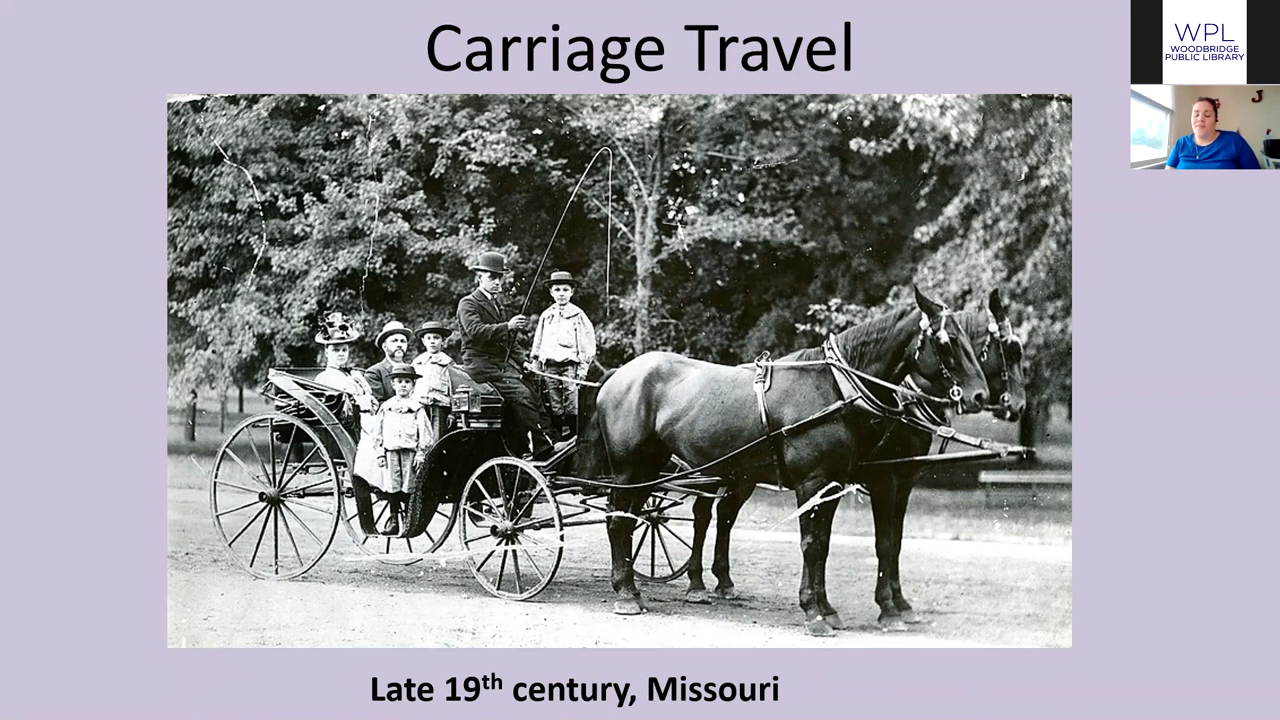 Carriage Travel
WPL
WOODBRIDGE
PUBLIC LIBRARY
J
Late 19th century, Missouri